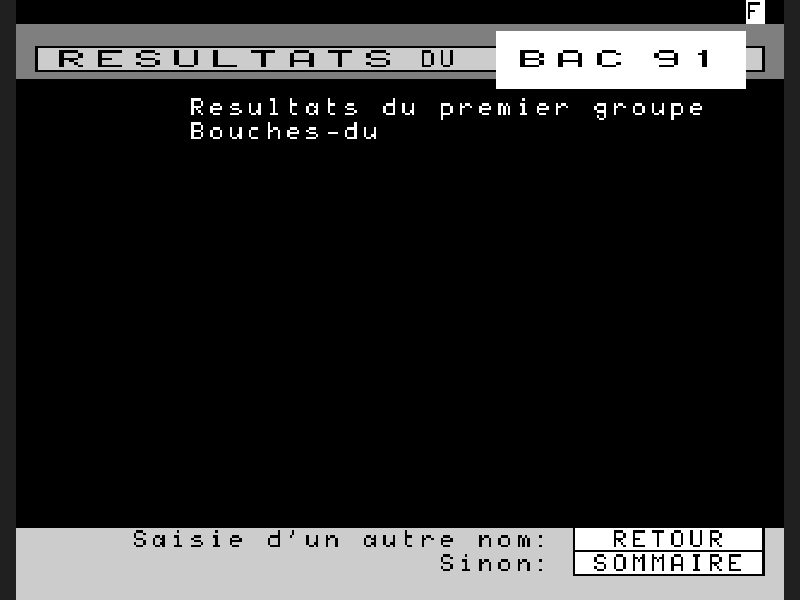 F
RESULTATS DU BAC 91
Resultats du premier groupe
Bouches-du
Saisie d'un autre nom: RETOUR
Sinon: SOMMAIRE